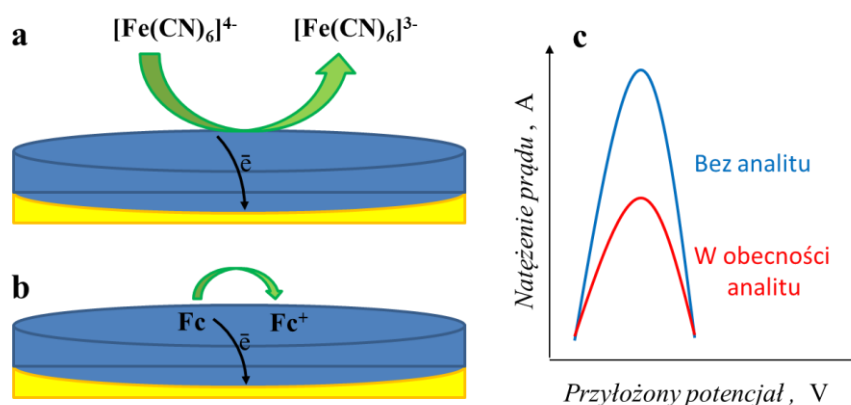 a
[Fe(CN)₆]⁴⁻ [Fe(CN)₆]³⁻
ē
b
Fc Fc⁺
ē
c
Natężenie prądu , A
Bez analitu
W obecności
analitu
Przyłożony potencjał , V